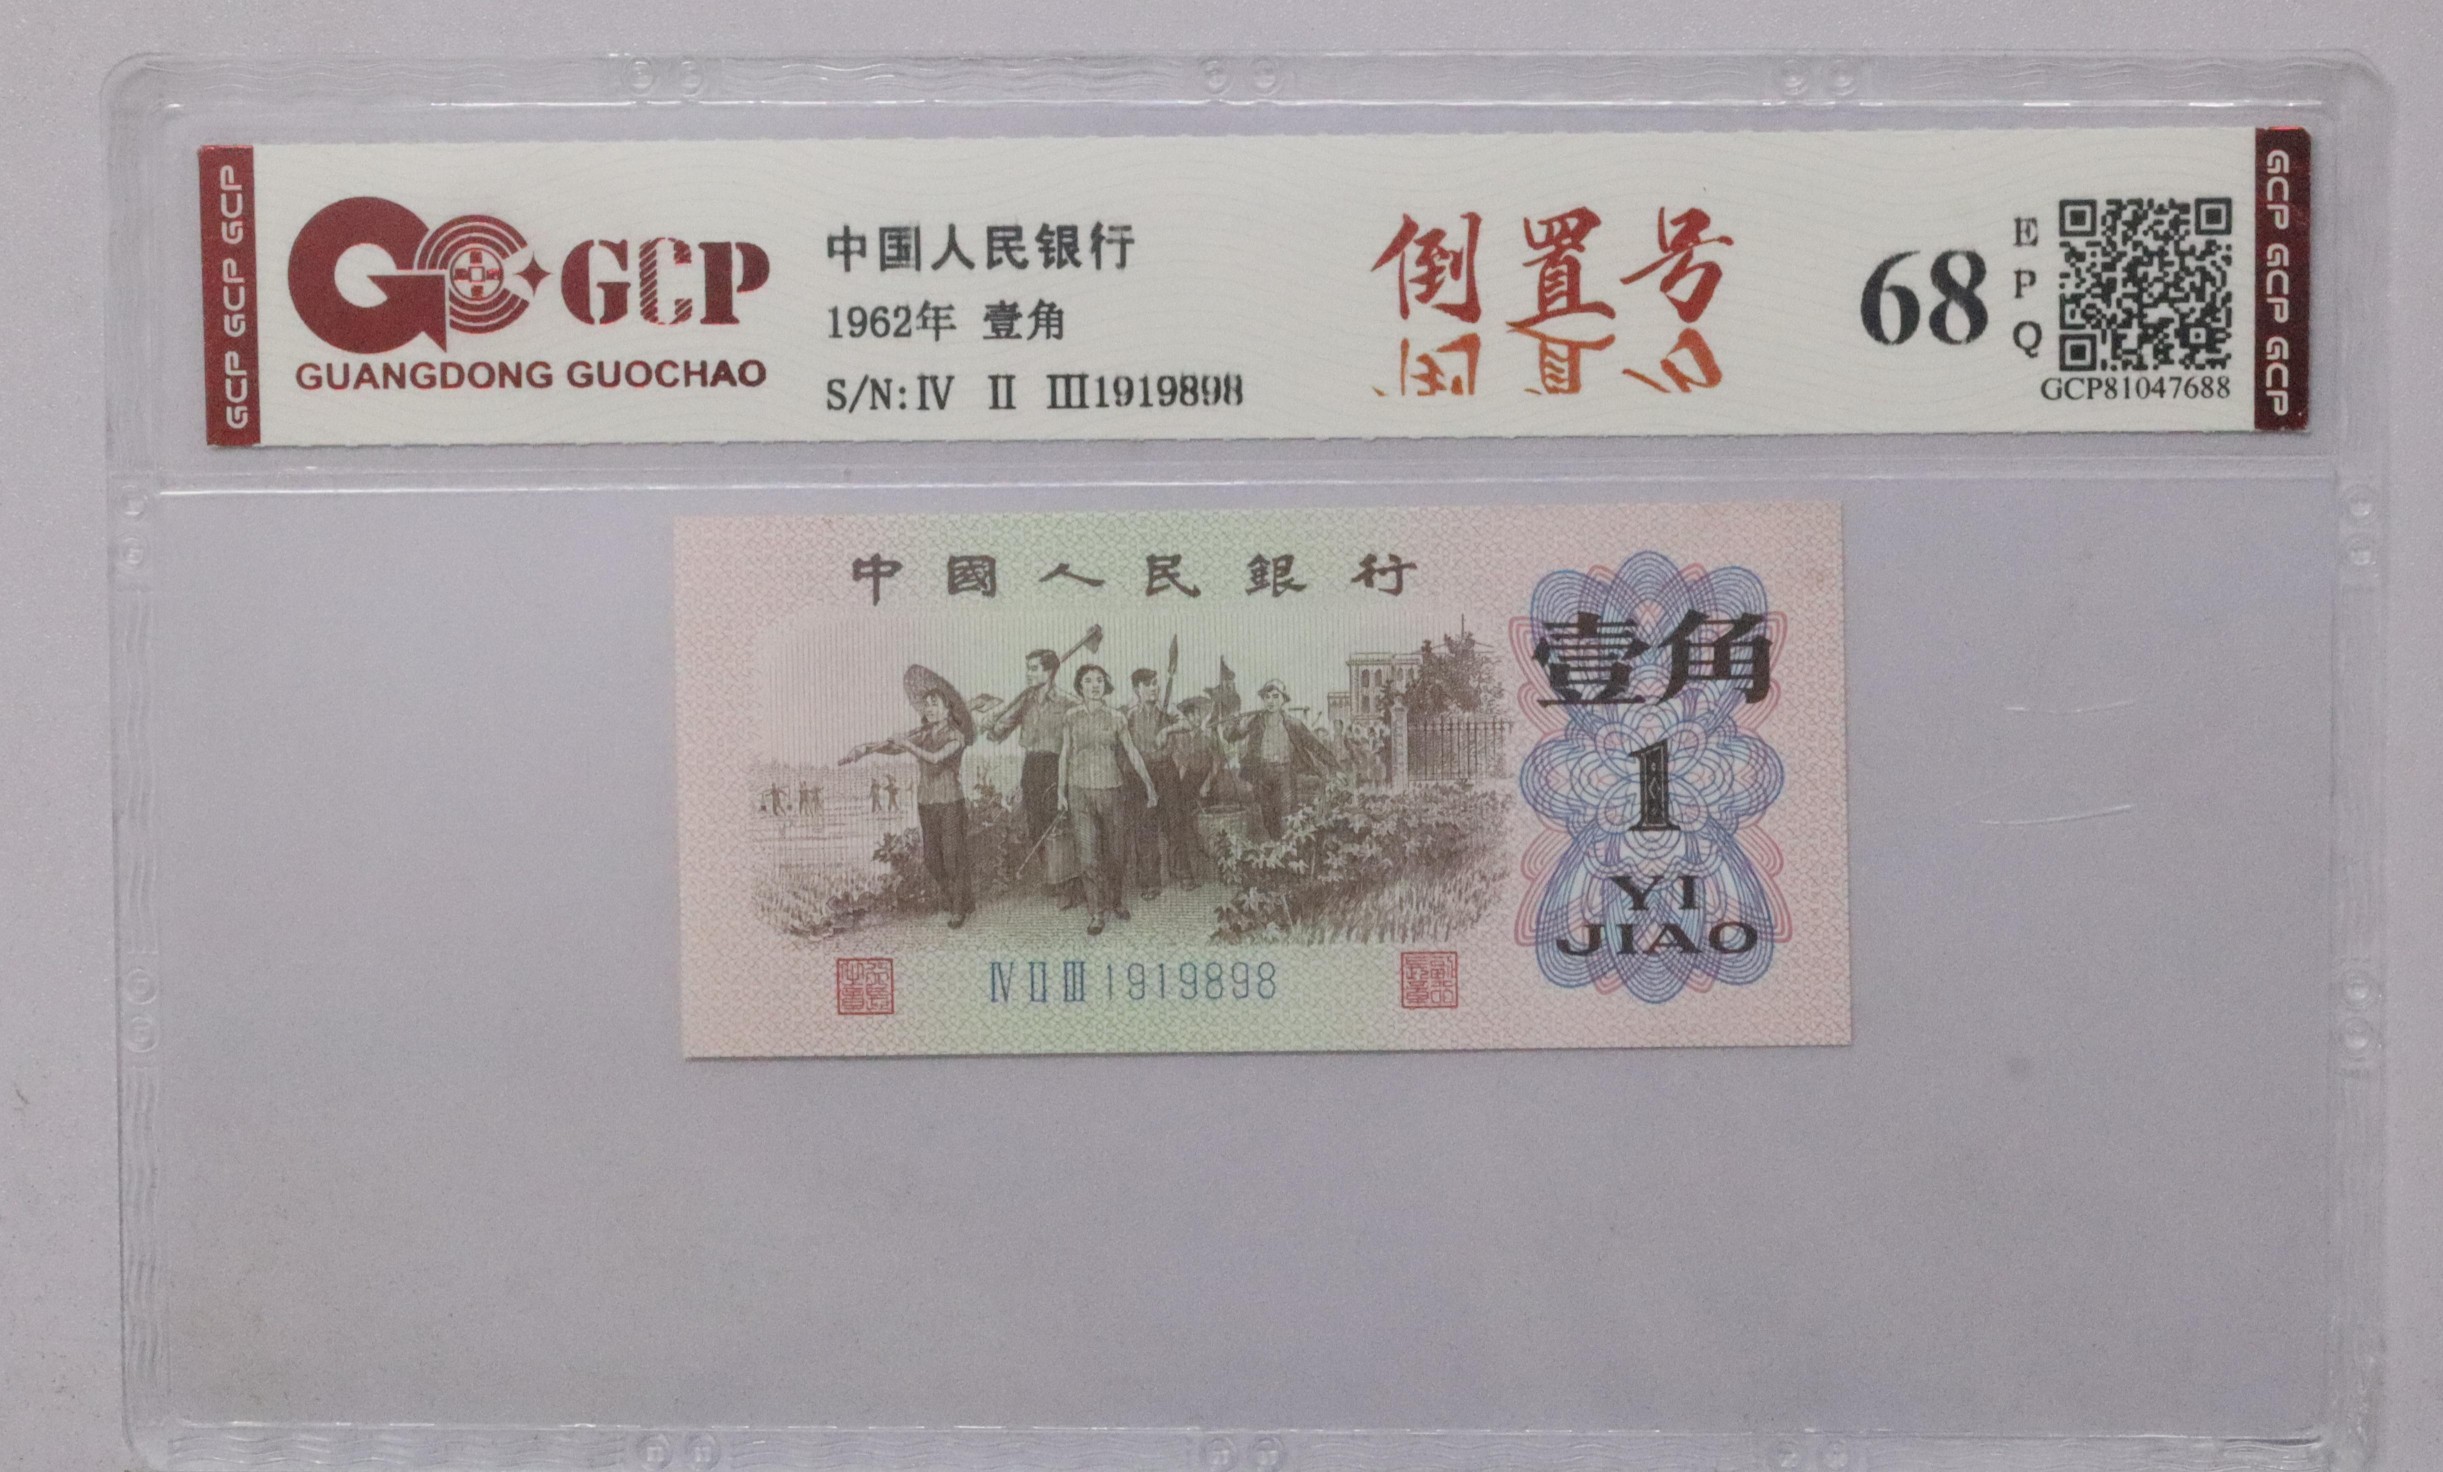 GCP GCP GCP
GCP
GUANGDONG GUOCHAO
中国人民银行
1962年 壹角
S/N:Ⅳ Ⅱ Ⅲ1919898
倒置号
68
EPQ
GCP81047688
GCP GCP GCP
中國人民銀行
壹角
1
YI
JIAO
Ⅳ Ⅱ Ⅲ 1919898